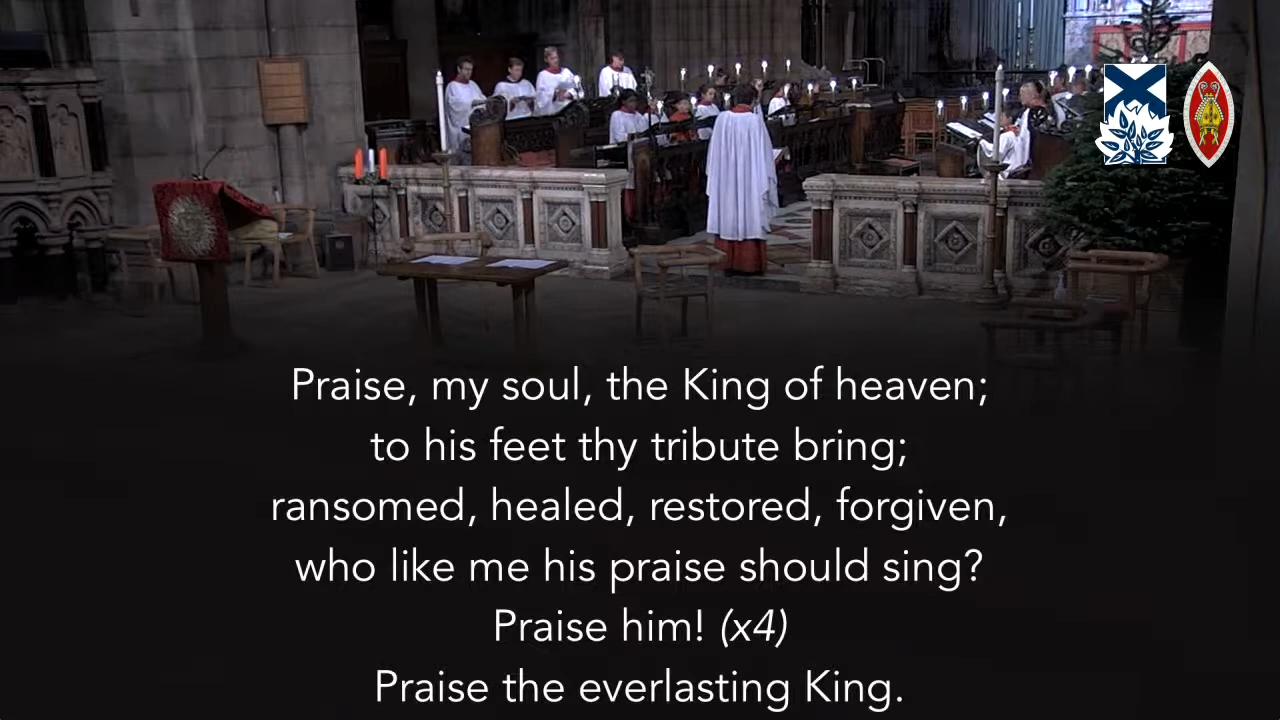 Praise, my soul, the King of heaven;
to his feet thy tribute bring;
ransomed, healed, restored, forgiven,
who like me his praise should sing?
Praise him! (x4)
Praise the everlasting King.